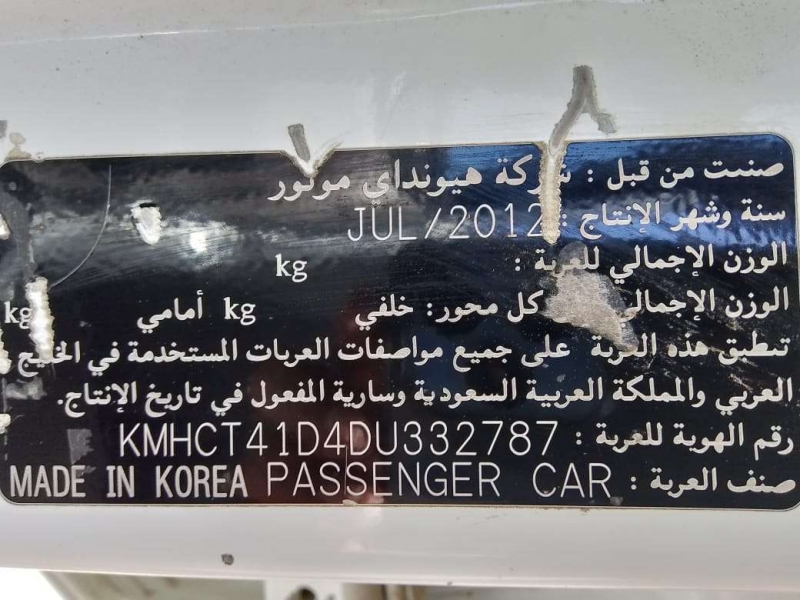 صنعت من قبل : شركة هيونداي موتور
سنة وشهر الإنتاج : JUL/2012
الوزن الإجمالي للعربة : kg
الوزن الإجمالي كل محور: خلفي kg أمامي kg
تنطبق هذه العربة على جميع مواصفات العربات المستخدمة في الخليج
العربي والمملكة العربية السعودية وسارية المفعول في تاريخ الإنتاج.
رقم الهوية للعربة : KMHCT41D4DU332787
صنف العربة : PASSENGER CAR MADE IN KOREA